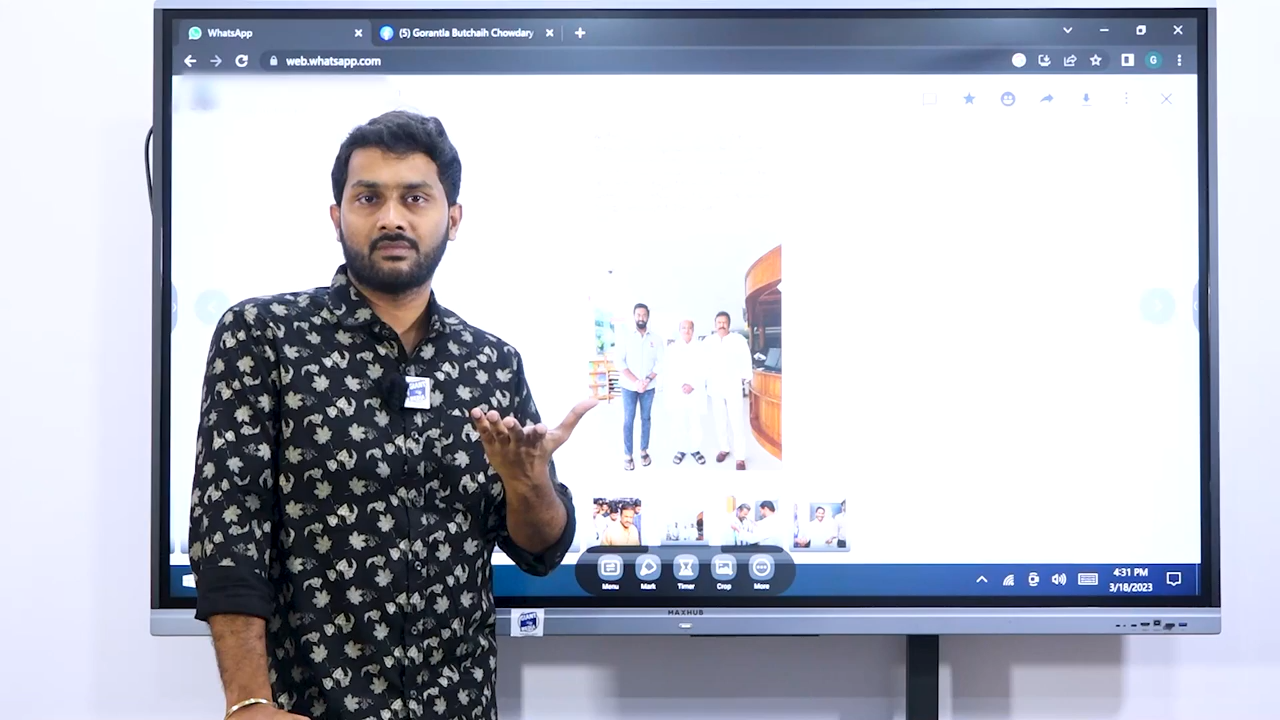 WhatsApp
(5) Gorantla Butchaih Chowdary
web.whatsapp.com
G
Menu
Mark
Timer
Crop
More
4:31 PM
3/18/2023
MAXHUB